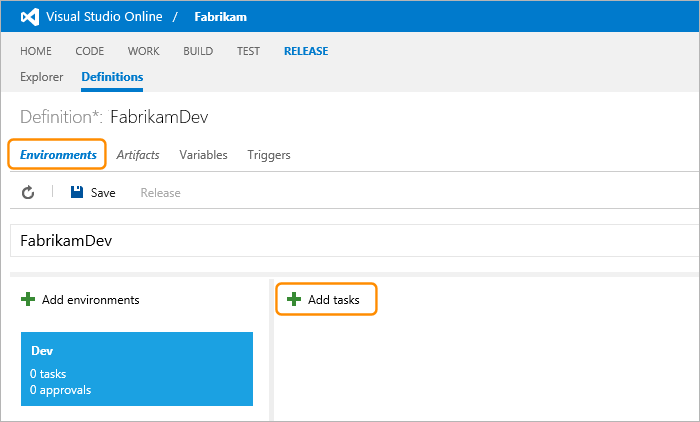 Visual Studio Online / Fabrikam
HOME CODE WORK BUILD TEST RELEASE
Explorer Definitions
Definition*: FabrikamDev
Environments Artifacts Variables Triggers
Save Release
FabrikamDev
Add environments Add tasks
Dev
0 tasks
0 approvals